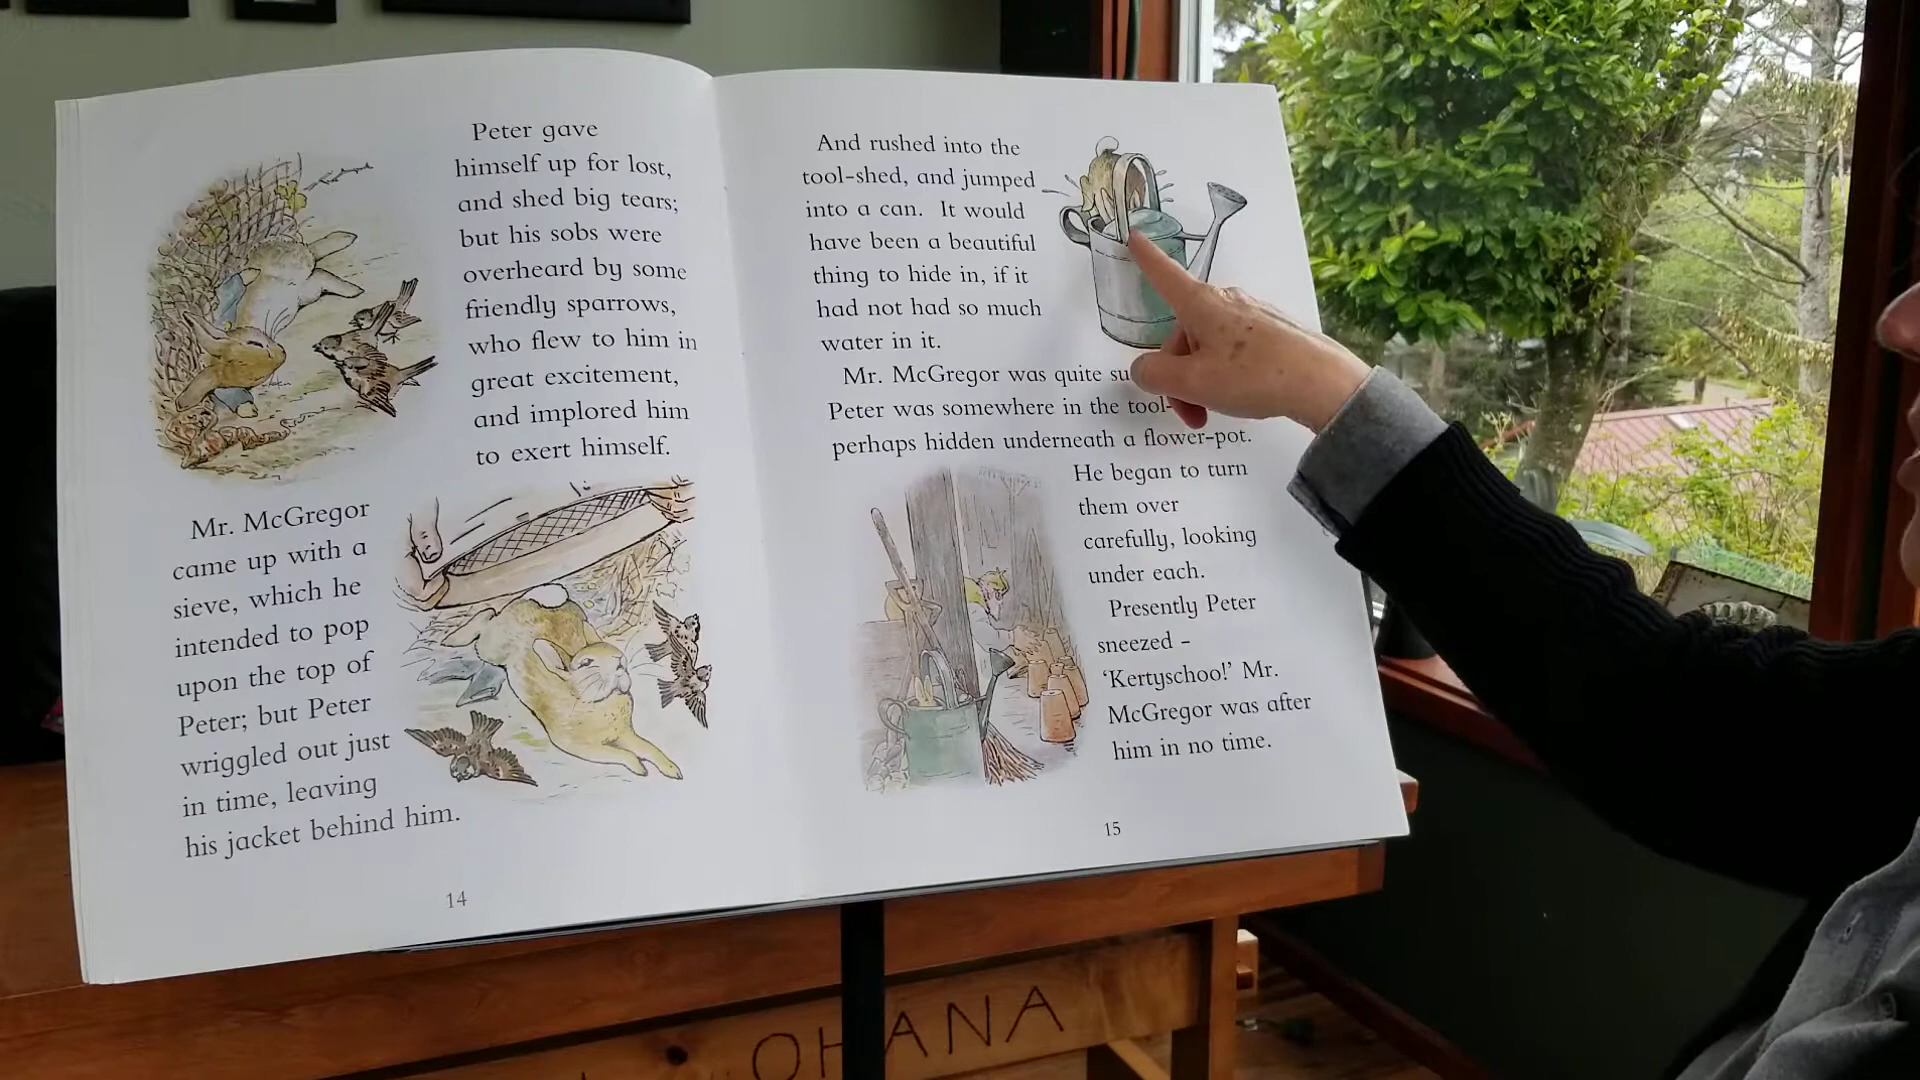 Peter gave
himself up for lost,
and shed big tears;
but his sobs were
overheard by some
friendly sparrows,
who flew to him in
great excitement,
and implored him
to exert himself.
Mr. McGregor
came up with a
sieve, which he
intended to pop
upon the top of
Peter; but Peter
wriggled out just
in time, leaving
his jacket behind him.
14
And rushed into the
tool-shed, and jumped
into a can. It would
have been a beautiful
thing to hide in, if it
had not had so much
water in it.
Mr. McGregor was quite
Peter was somewhere in the tool-
perhaps hidden underneath a flower-pot.
He began to turn
them over
carefully, looking
under each.
Presently Peter
sneezed –
‘Kertyschoo!’ Mr.
McGregor was after
him in no time.
15
OHANA